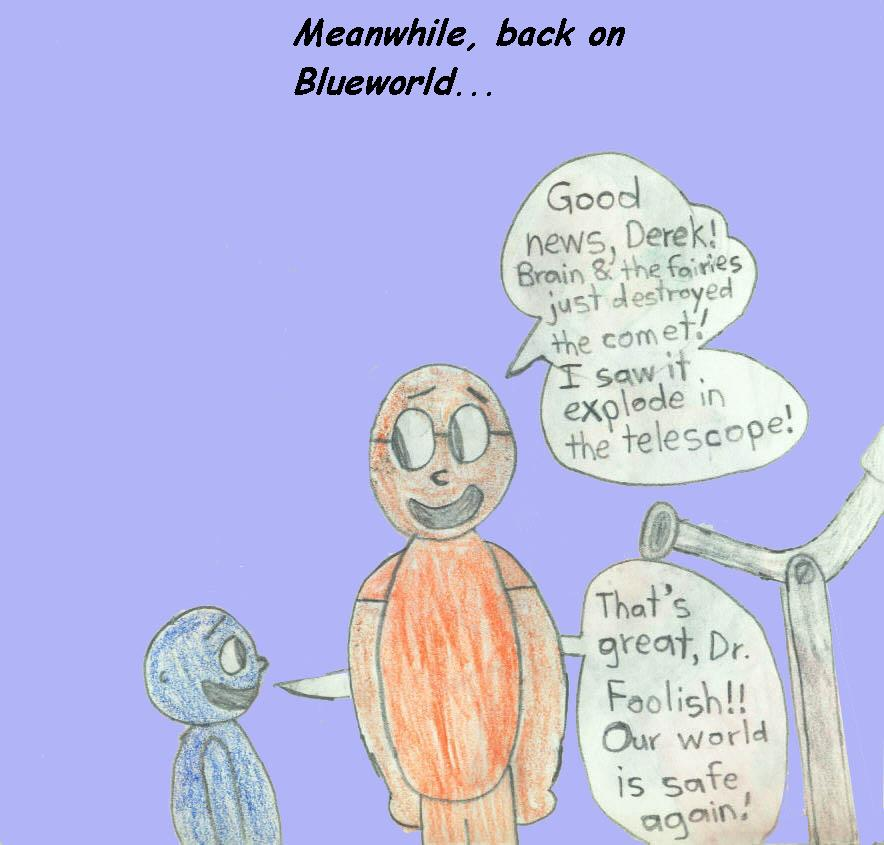 Meanwhile, back on
Blueworld...
Good
news, Derek!
Brain & the fairies
just destroyed
the comet!
I saw it
explode in
the telescope!
That's
great, Dr.
Foolish!!
Our world
is safe
again!